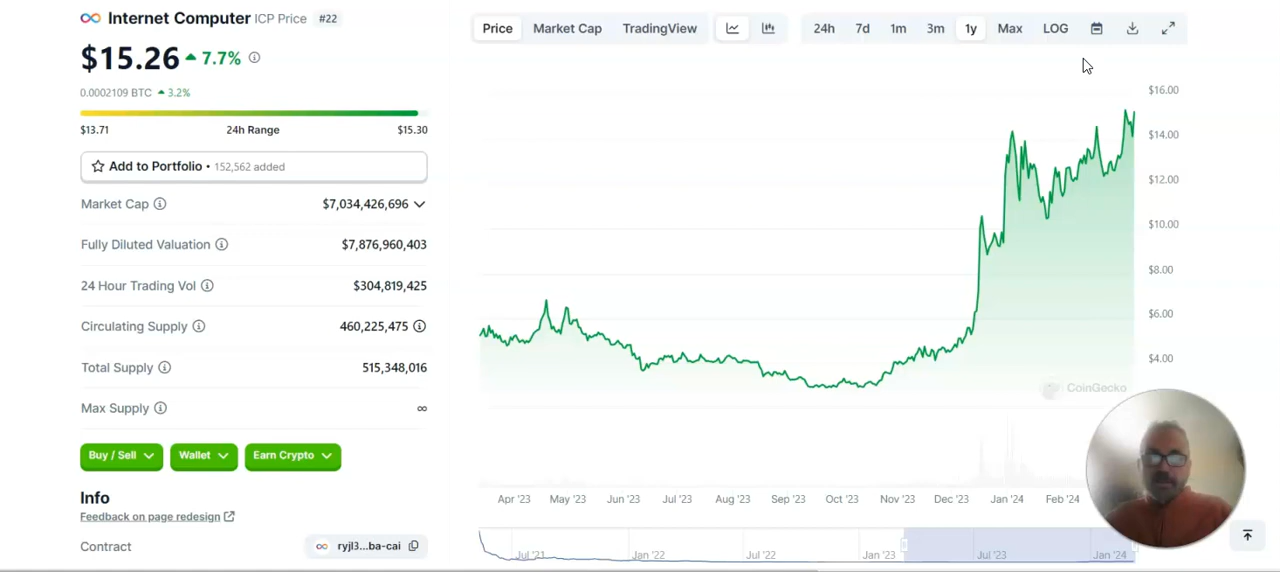 Internet Computer ICP Price #22
$15.26 7.7%
0.0002109 BTC 3.2%
$13.71 24h Range $15.30
Add to Portfolio • 152,562 added
Market Cap $7,034,426,696
Fully Diluted Valuation $7,876,960,403
24 Hour Trading Vol $304,819,425
Circulating Supply 460,225,475
Total Supply 515,348,016
Max Supply ∞
Buy / Sell Wallet Earn Crypto
Info
Feedback on page redesign
Contract ryjl3...ba-cai
Price Market Cap TradingView 24h 7d 1m 3m 1y Max LOG
$16.00
$14.00
$12.00
$10.00
$8.00
$6.00
$4.00
CoinGecko
Apr '23 May '23 Jun '23 Jul '23 Aug '23 Sep '23 Oct '23 Nov '23 Dec '23 Jan '24 Feb '24
Jul '21 Jan '22 Jul '22 Jan '23 Jul '23 Jan '24